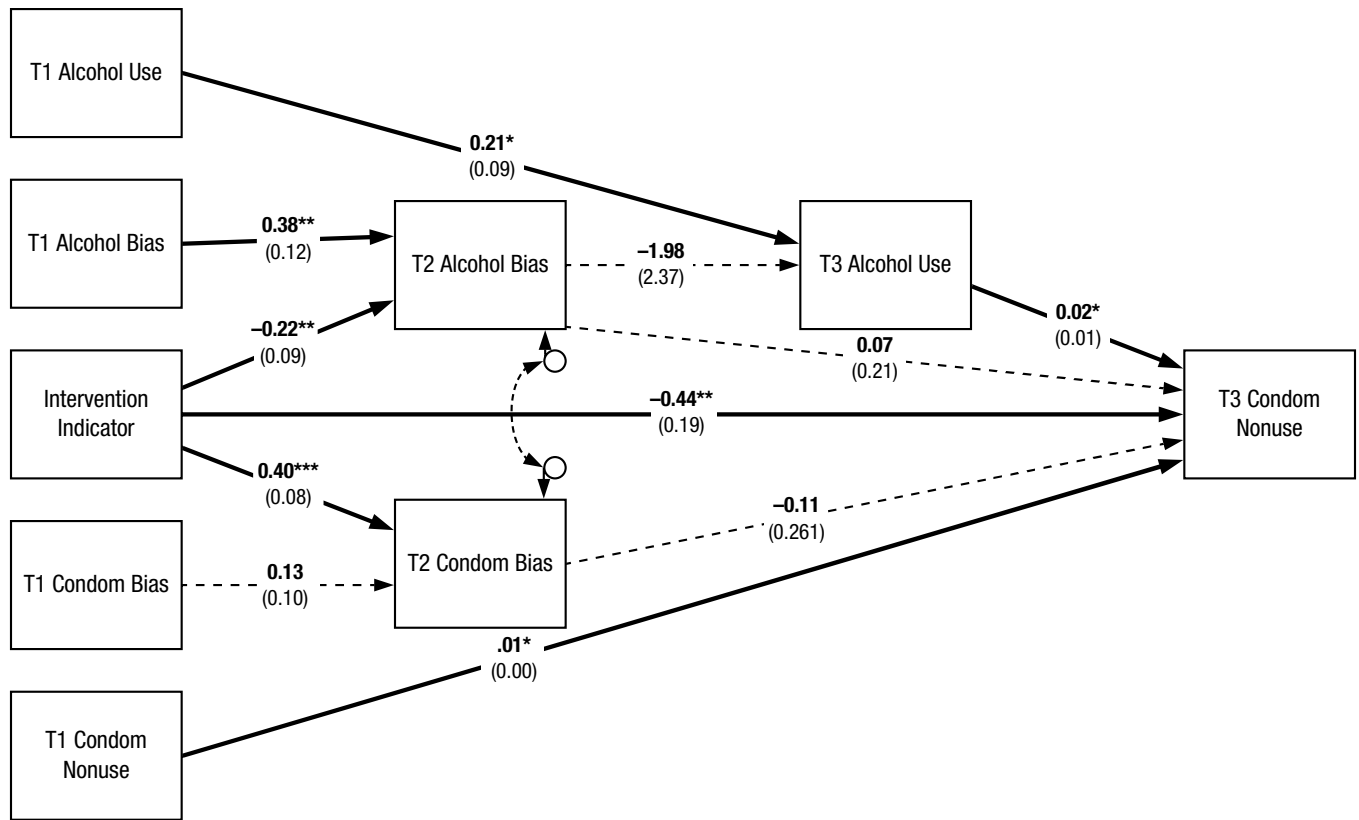 T1 Alcohol Use
0.21*
(0.09)
T1 Alcohol Bias
0.38**
(0.12)
T2 Alcohol Bias
–1.98
(2.37)
T3 Alcohol Use
–0.22**
(0.09)
0.02*
(0.01)
0.07
(0.21)
Intervention
Indicator
–0.44**
(0.19)
T3 Condom
Nonuse
0.40***
(0.08)
T1 Condom Bias
0.13
(0.10)
T2 Condom Bias
–0.11
(0.261)
.01*
(0.00)
T1 Condom
Nonuse